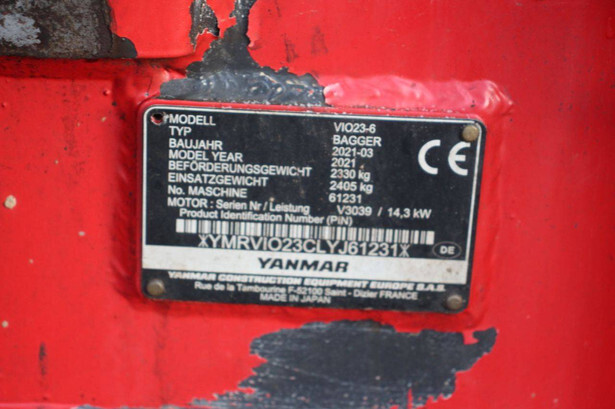 MODELL VIO23-6
TYP BAGGER
BAUJAHR 2021-03
MODEL YEAR 2021
BEFÖRDERUNGSGEWICHT 2330 kg
EINSATZGEWICHT 2405 kg
No. MASCHINE 61231
MOTOR : Serien Nr / Leistung V3039 / 14,3 kW
Product Identification Number (PIN)
CE
*YMRVIO23CLYJ61231*
DE
YANMAR
YANMAR CONSTRUCTION EQUIPMENT EUROPE S.A.S.
Rue de la Tambourine F-52100 Saint - Dizier FRANCE
MADE IN JAPAN